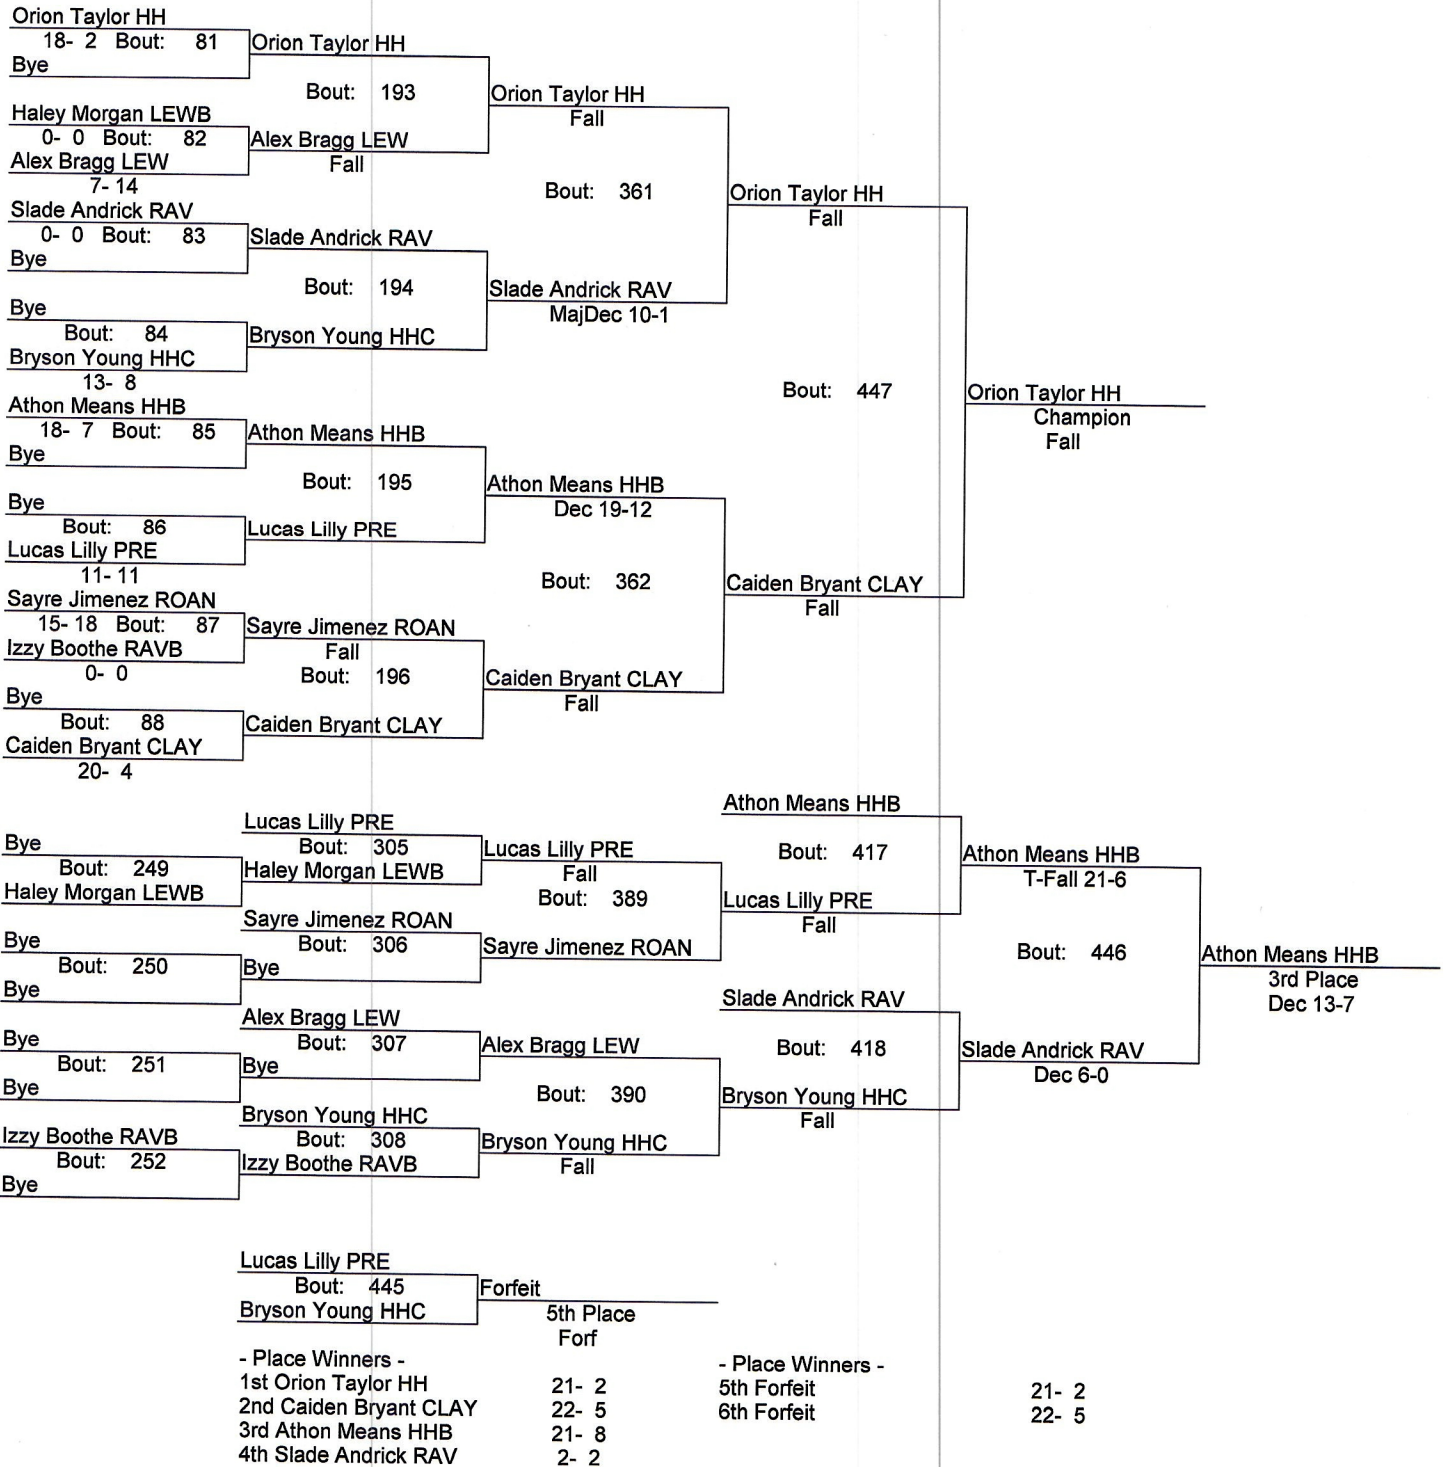 Orion Taylor HH
18- 2 Bout: 81
Bye
Orion Taylor HH
Bout: 193
Haley Morgan LEWB
0- 0 Bout: 82
Alex Bragg LEW
7- 14
Alex Bragg LEW
Fall
Orion Taylor HH
Fall
Bout: 361
Slade Andrick RAV
0- 0 Bout: 83
Bye
Slade Andrick RAV
Bout: 194
Bye
Bout: 84
Bryson Young HHC
13- 8
Bryson Young HHC
Slade Andrick RAV
MajDec 10-1
Orion Taylor HH
Fall
Bout: 447
Athon Means HHB
18- 7 Bout: 85
Bye
Athon Means HHB
Bout: 195
Bye
Bout: 86
Lucas Lilly PRE
11- 11
Lucas Lilly PRE
Athon Means HHB
Dec 19-12
Bout: 362
Sayre Jimenez ROAN
15- 18 Bout: 87
Izzy Boothe RAVB
0- 0
Sayre Jimenez ROAN
Fall
Bout: 196
Bye
Bout: 88
Caiden Bryant CLAY
20- 4
Caiden Bryant CLAY
Caiden Bryant CLAY
Fall
Caiden Bryant CLAY
Fall
Orion Taylor HH
Champion
Fall
Bye
Bout: 249
Haley Morgan LEWB
Lucas Lilly PRE
Bout: 305
Haley Morgan LEWB
Bye
Bout: 250
Bye
Sayre Jimenez ROAN
Bout: 306
Bye
Lucas Lilly PRE
Fall
Bout: 389
Sayre Jimenez ROAN
Athon Means HHB
Bout: 417
Lucas Lilly PRE
Fall
Athon Means HHB
T-Fall 21-6
Bout: 446
Bye
Bout: 251
Bye
Alex Bragg LEW
Bout: 307
Bye
Izzy Boothe RAVB
Bout: 252
Bye
Bryson Young HHC
Bout: 308
Izzy Boothe RAVB
Alex Bragg LEW
Bout: 390
Bryson Young HHC
Fall
Slade Andrick RAV
Bout: 418
Bryson Young HHC
Fall
Slade Andrick RAV
Dec 6-0
Athon Means HHB
3rd Place
Dec 13-7
Lucas Lilly PRE
Bout: 445
Bryson Young HHC
Forfeit
5th Place
Forf
- Place Winners -
1st Orion Taylor HH 21- 2
2nd Caiden Bryant CLAY 22- 5
3rd Athon Means HHB 21- 8
4th Slade Andrick RAV 2- 2
- Place Winners -
5th Forfeit 21- 2
6th Forfeit 22- 5